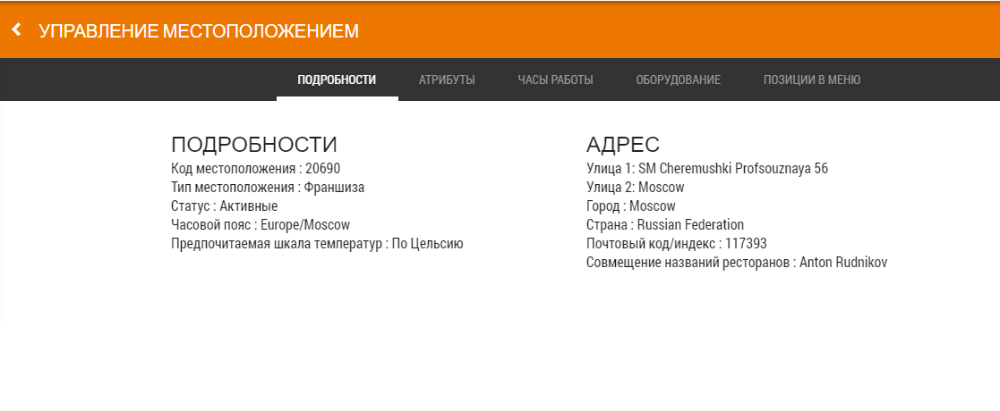 УПРАВЛЕНИЕ МЕСТОПОЛОЖЕНИЕМ
ПОДРОБНОСТИ АТРИБУТЫ ЧАСЫ РАБОТЫ ОБОРУДОВАНИЕ ПОЗИЦИИ В МЕНЮ
ПОДРОБНОСТИ
Код местоположения : 20690
Тип местоположения : Франшиза
Статус : Активные
Часовой пояс : Europe/Moscow
Предпочитаемая шкала температур : По Цельсию
АДРЕС
Улица 1: SM Cheremushki Profsouznaya 56
Улица 2: Moscow
Город : Moscow
Страна : Russian Federation
Почтовый код/индекс : 117393
Совмещение названий ресторанов : Anton Rudnikov